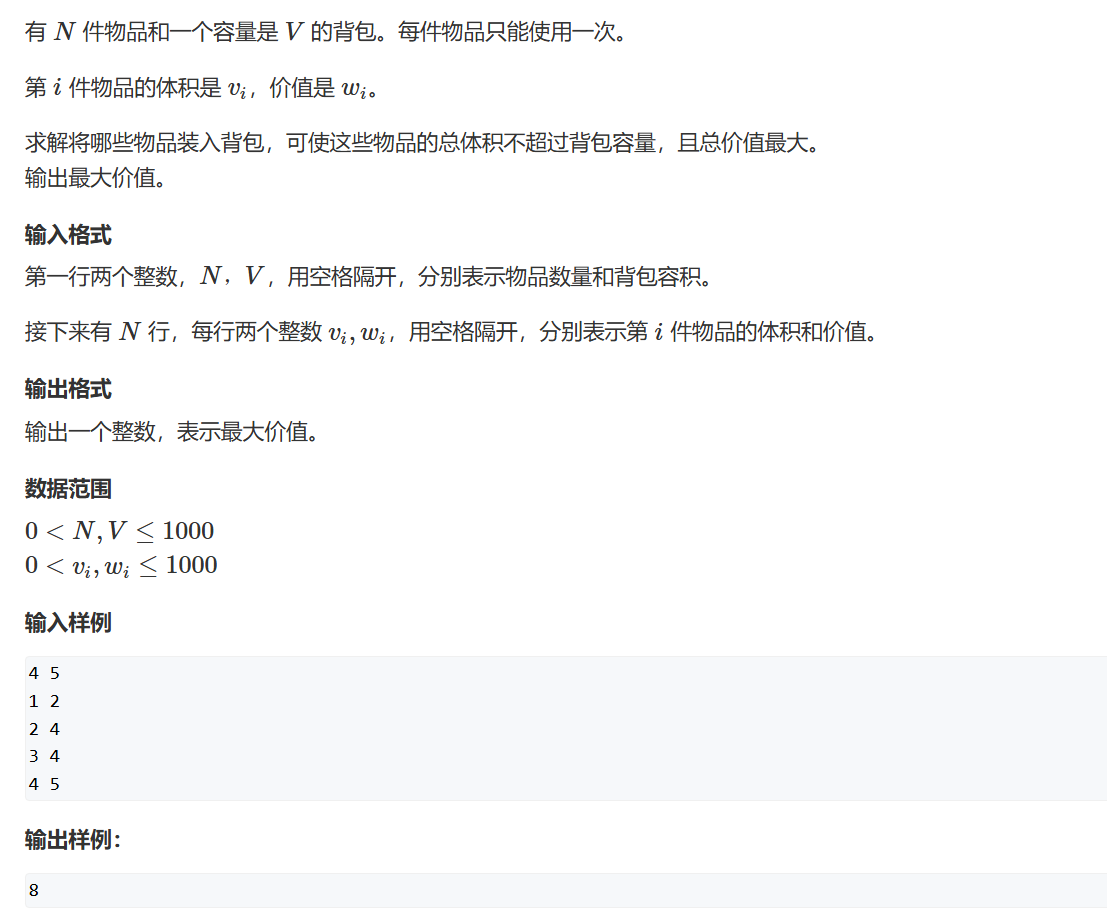 有 N 件物品和一个容量是 V 的背包。每件物品只能使用一次。
第 i 件物品的体积是 vᵢ，价值是 wᵢ。
求解将哪些物品装入背包，可使这些物品的总体积不超过背包容量，且总价值最大。
输出最大价值。
输入格式
第一行两个整数，N，V，用空格隔开，分别表示物品数量和背包容积。
接下来有 N 行，每行两个整数 vᵢ, wᵢ，用空格隔开，分别表示第 i 件物品的体积和价值。
输出格式
输出一个整数，表示最大价值。
数据范围
0 < N, V ≤ 1000
0 < vᵢ, wᵢ ≤ 1000
输入样例
4 5
1 2
2 4
3 4
4 5
输出样例：
8